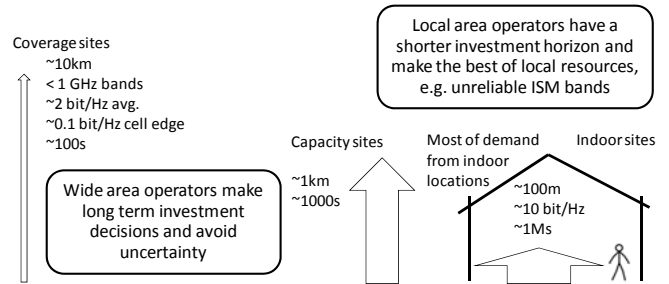 Coverage sites
~10km
< 1 GHz bands
~2 bit/Hz avg.
~0.1 bit/Hz cell edge
~100s
Wide area operators make
long term investment
decisions and avoid
uncertainty
Local area operators have a
shorter investment horizon and
make the best of local resources,
e.g. unreliable ISM bands
Capacity sites
~1km
~1000s
Most of demand
from indoor
locations
Indoor sites
~100m
~10 bit/Hz
~1Ms